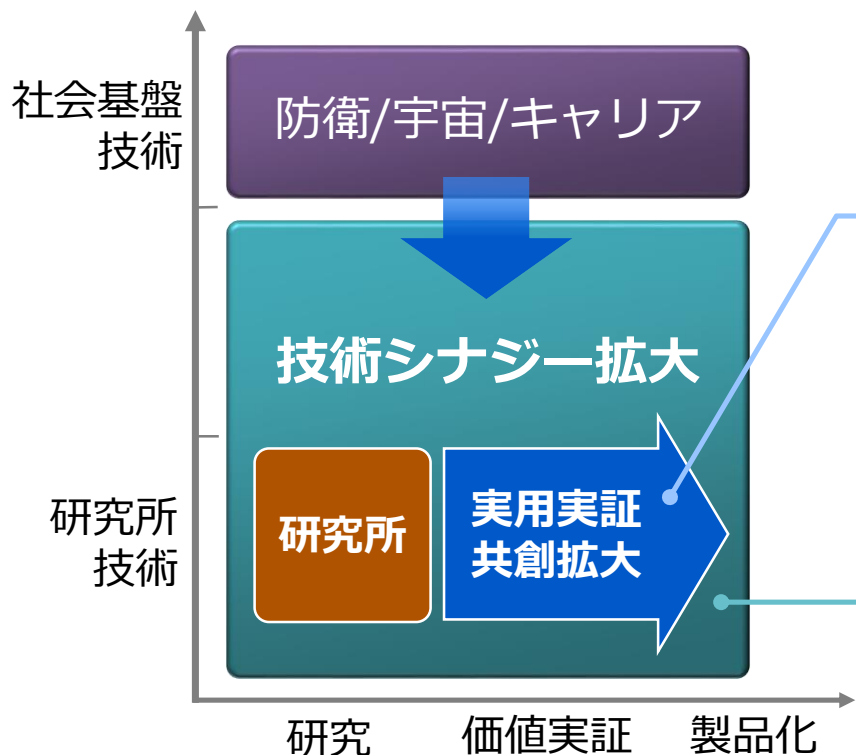 社会基盤
技術
防衛/宇宙/キャリア
技術シナジー拡大
研究所
技術
研究所
実用実証
共創拡大
研究
価値実証
製品化